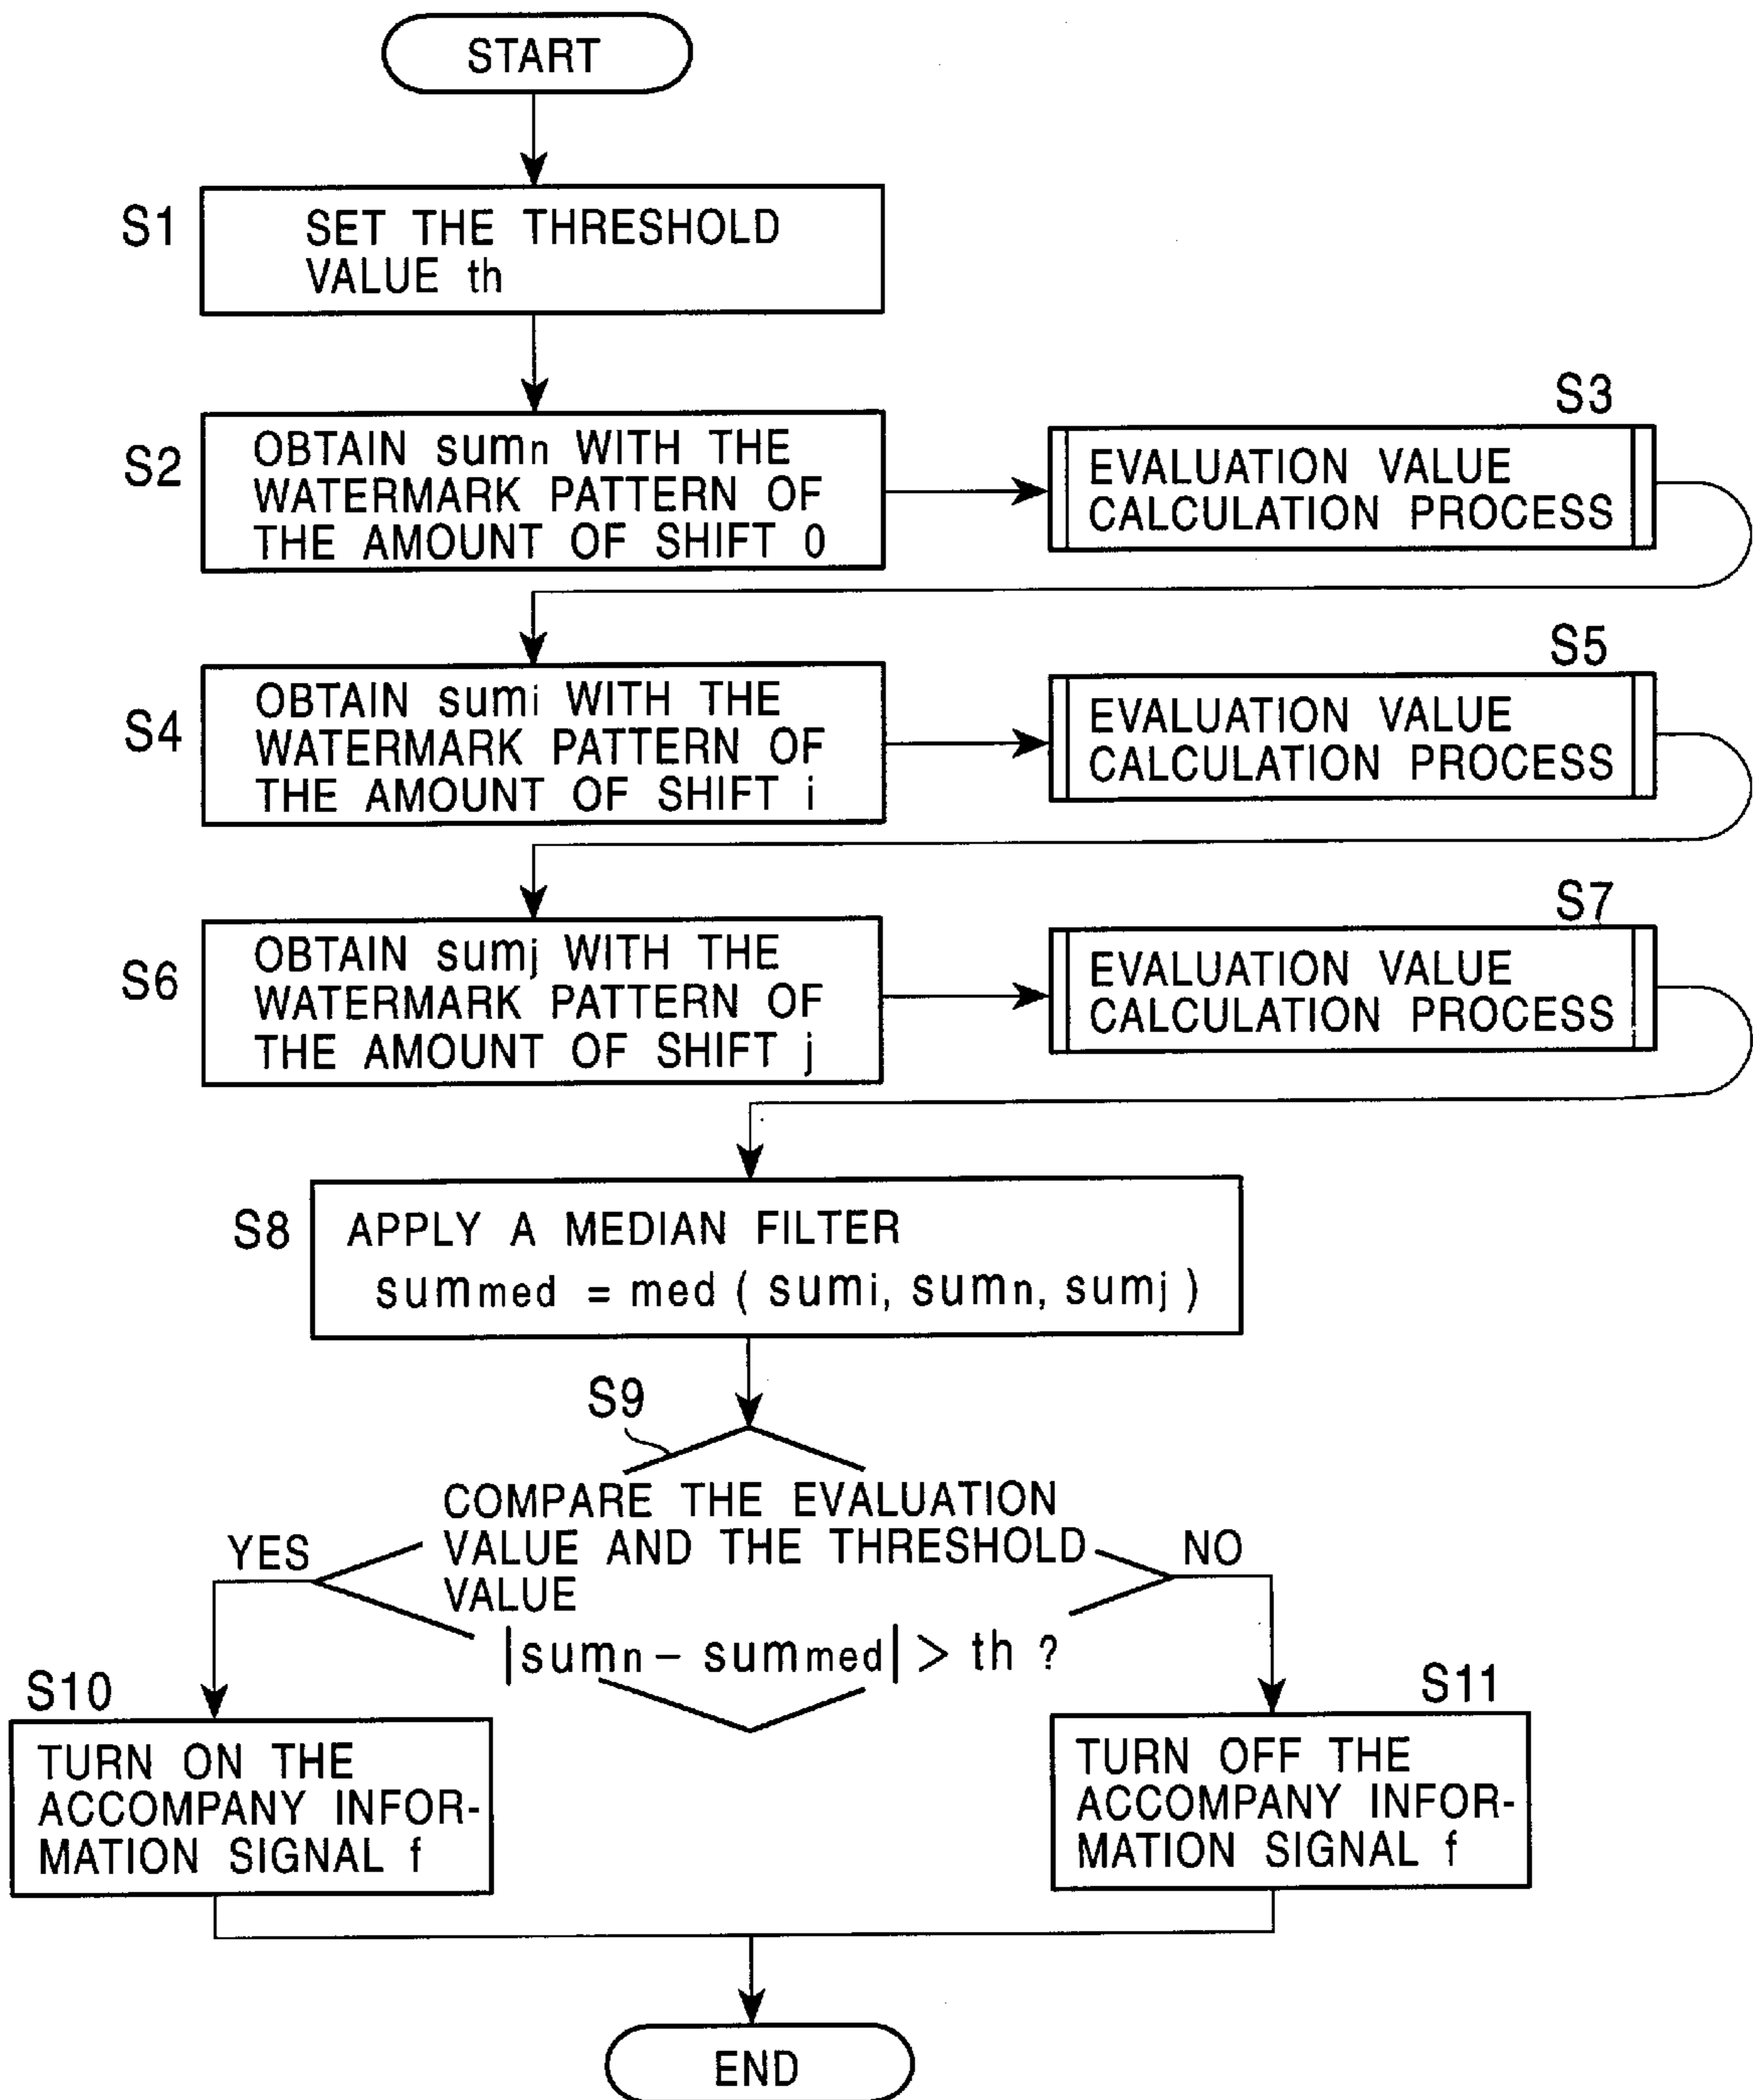 START
S1
SET THE THRESHOLD
VALUE th
S2
OBTAIN sumn WITH THE
WATERMARK PATTERN OF
THE AMOUNT OF SHIFT 0
S3
EVALUATION VALUE
CALCULATION PROCESS
S4
OBTAIN sumi WITH THE
WATERMARK PATTERN OF
THE AMOUNT OF SHIFT i
S5
EVALUATION VALUE
CALCULATION PROCESS
S6
OBTAIN sumj WITH THE
WATERMARK PATTERN OF
THE AMOUNT OF SHIFT j
S7
EVALUATION VALUE
CALCULATION PROCESS
S8
APPLY A MEDIAN FILTER
summed = med ( sumi, sumn, sumj )
S9
COMPARE THE EVALUATION
VALUE AND THE THRESHOLD
VALUE
|sumn - summed| > th ?
YES
NO
S10
TURN ON THE
ACCOMPANY INFOR-
MATION SIGNAL f
S11
TURN OFF THE
ACCOMPANY INFOR-
MATION SIGNAL f
END